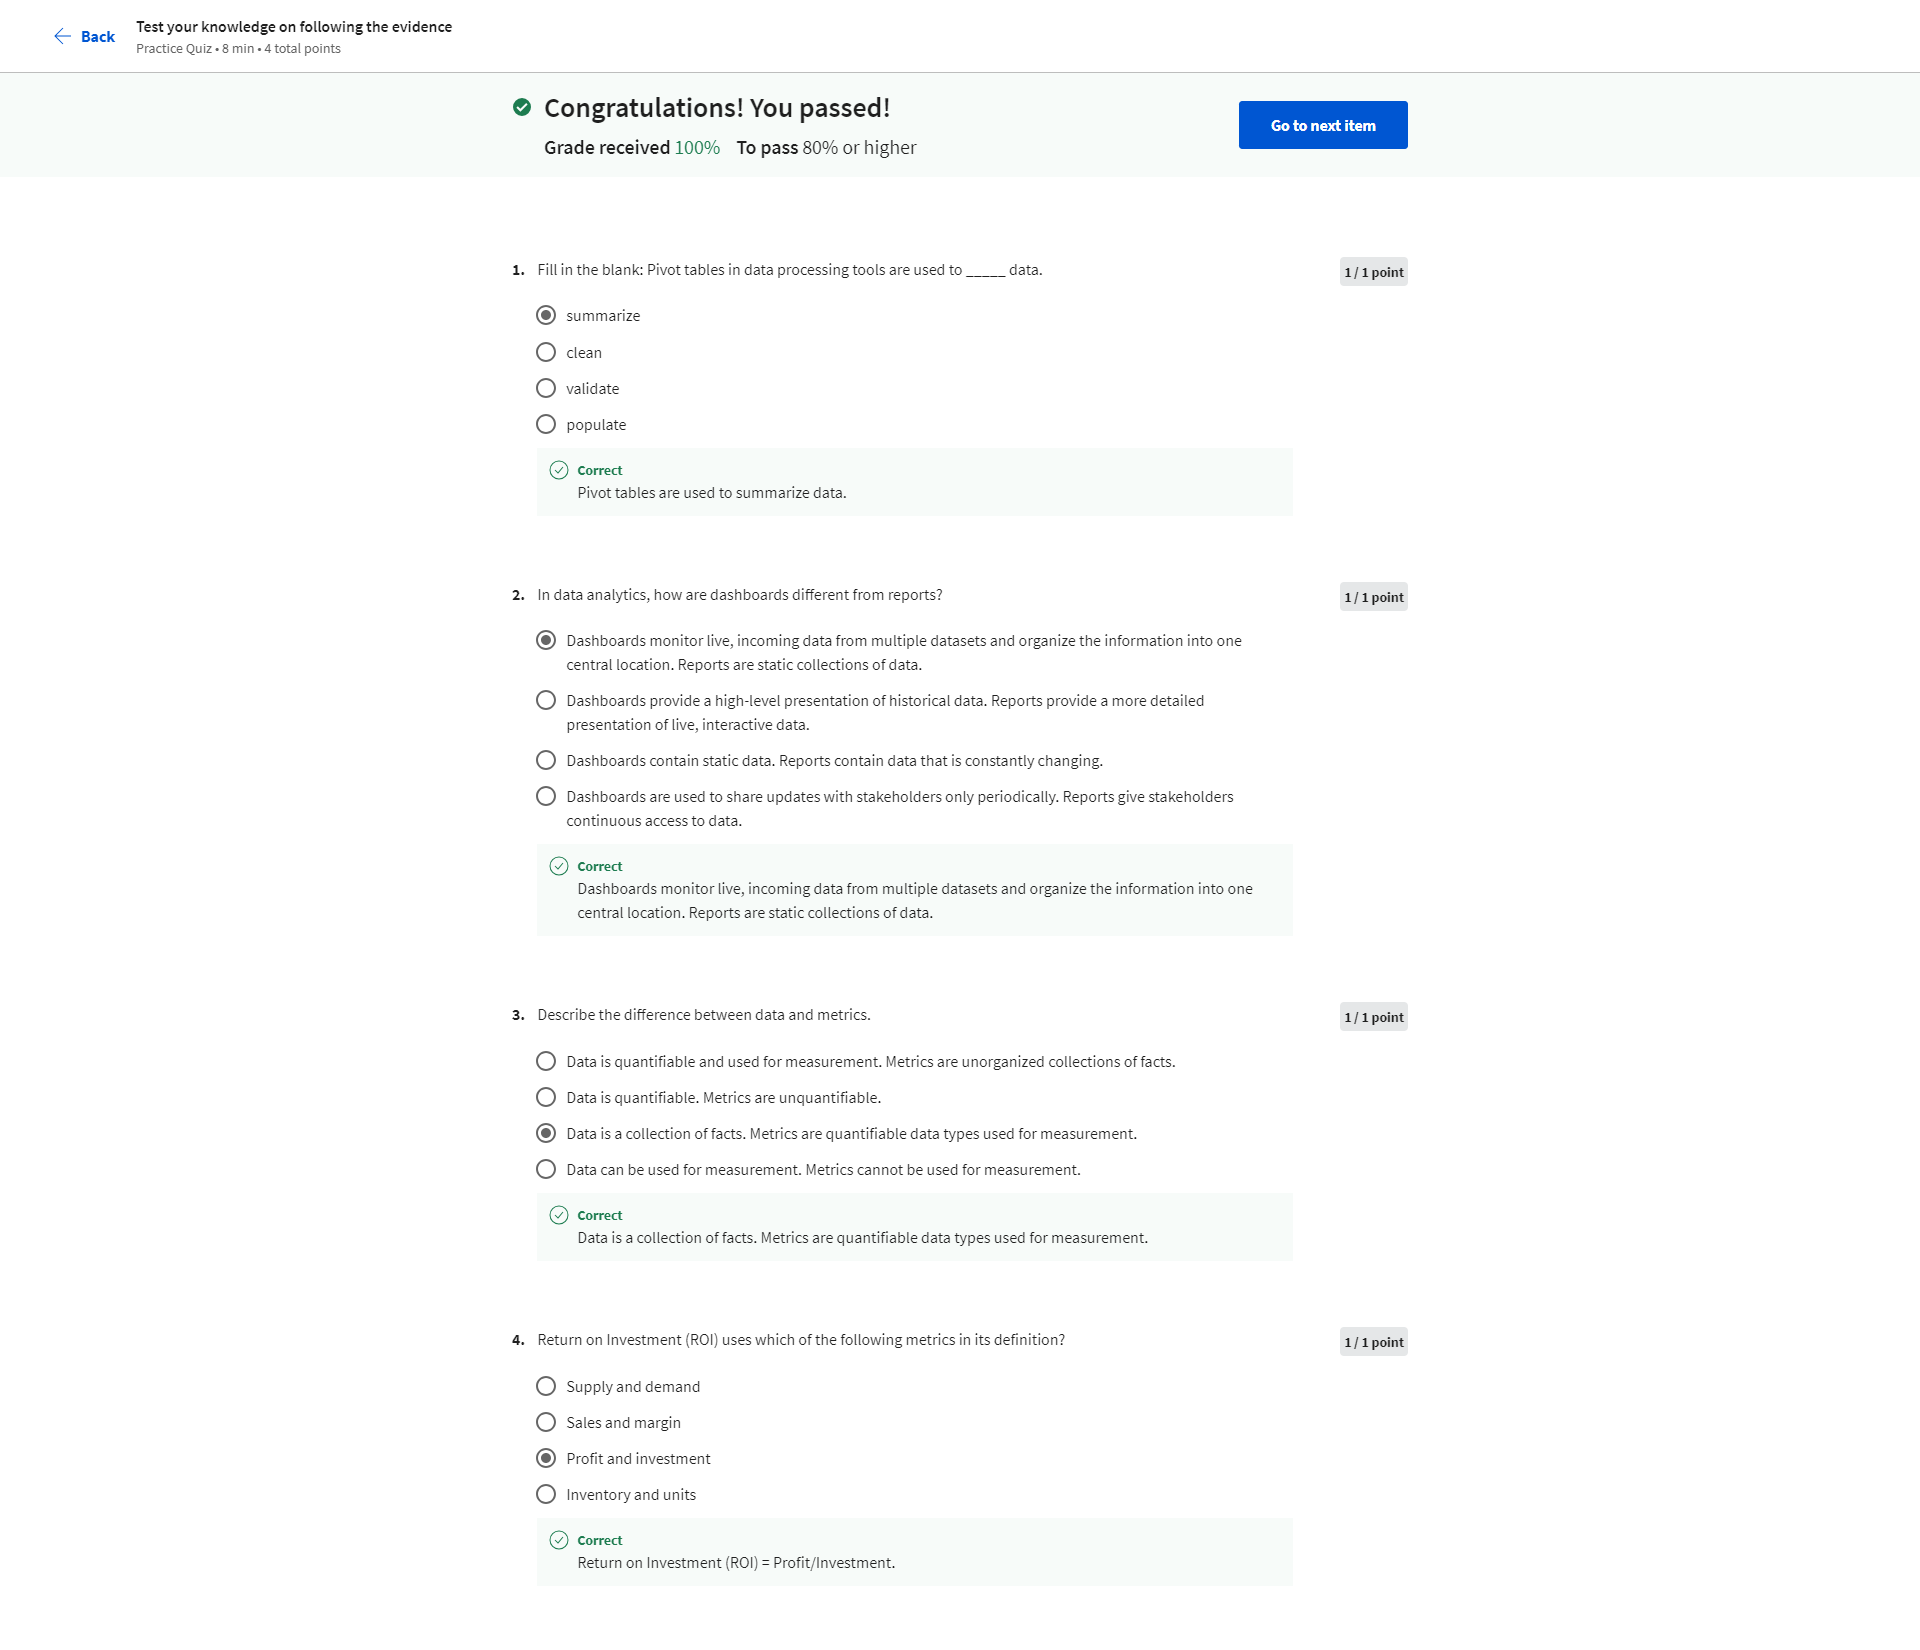 Back
Test your knowledge on following the evidence
Practice Quiz • 8 min • 4 total points
Congratulations! You passed!
Grade received 100% To pass 80% or higher
Go to next item
1. Fill in the blank: Pivot tables in data processing tools are used to _____ data.
1 / 1 point
summarize
clean
validate
populate
Correct
Pivot tables are used to summarize data.
2. In data analytics, how are dashboards different from reports?
1 / 1 point
Dashboards monitor live, incoming data from multiple datasets and organize the information into one
central location. Reports are static collections of data.
Dashboards provide a high-level presentation of historical data. Reports provide a more detailed
presentation of live, interactive data.
Dashboards contain static data. Reports contain data that is constantly changing.
Dashboards are used to share updates with stakeholders only periodically. Reports give stakeholders
continuous access to data.
Correct
Dashboards monitor live, incoming data from multiple datasets and organize the information into one
central location. Reports are static collections of data.
3. Describe the difference between data and metrics.
1 / 1 point
Data is quantifiable and used for measurement. Metrics are unorganized collections of facts.
Data is quantifiable. Metrics are unquantifiable.
Data is a collection of facts. Metrics are quantifiable data types used for measurement.
Data can be used for measurement. Metrics cannot be used for measurement.
Correct
Data is a collection of facts. Metrics are quantifiable data types used for measurement.
4. Return on Investment (ROI) uses which of the following metrics in its definition?
1 / 1 point
Supply and demand
Sales and margin
Profit and investment
Inventory and units
Correct
Return on Investment (ROI) = Profit/Investment.